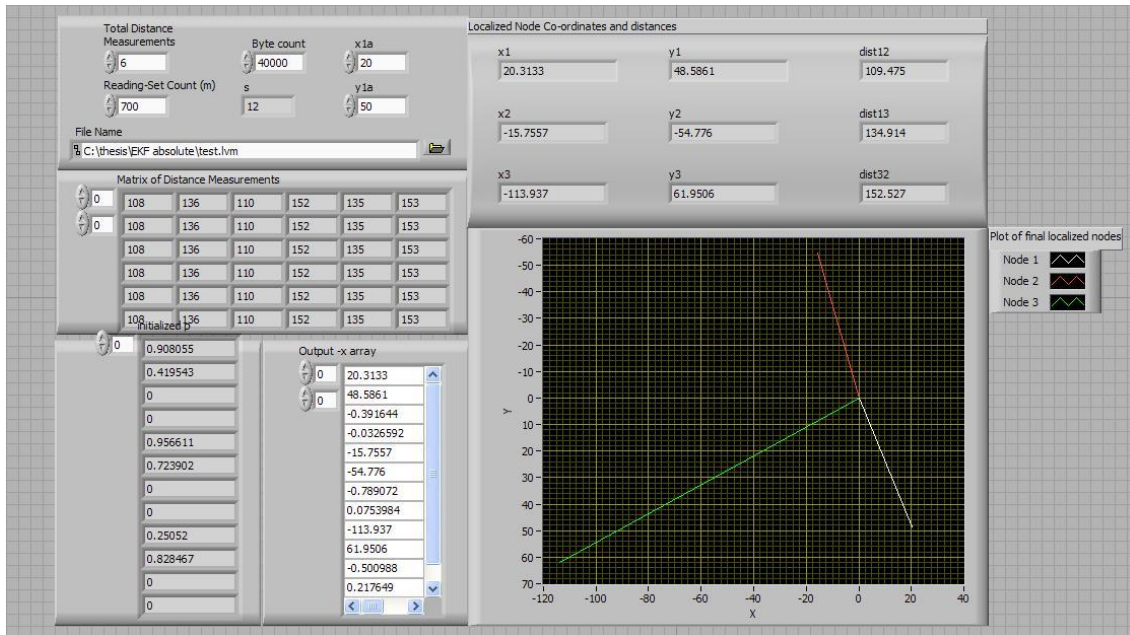 Total Distance
Measurements
6
Byte count
40000
x1a
20
Reading-Set Count (m)
700
s
12
y1a
50
File Name
C:\thesis\EKF absolute\test.lvm
Matrix of Distance Measurements
0
0
108 136 110 152 135 153
108 136 110 152 135 153
108 136 110 152 135 153
108 136 110 152 135 153
108 136 110 152 135 153
108 136 110 152 135 153
Initialized p
0
0.908055
0.419543
0
0
0.956611
0.723902
0
0
0.25052
0.828467
0
0
Output -x array
0
0
20.3133
48.5861
-0.391644
-0.0326592
-15.7557
-54.776
-0.789072
0.0753984
-113.937
61.9506
-0.500988
0.217649
Localized Node Co-ordinates and distances
x1 y1 dist12
20.3133 48.5861 109.475
x2 y2 dist13
-15.7557 -54.776 134.914
x3 y3 dist32
-113.937 61.9506 152.527
-60
-50
-40
-30
-20
-10
0
10
20
30
40
50
60
70
Y
-120 -100 -80 -60 -40 -20 0 20 40
X
Plot of final localized nodes
Node 1
Node 2
Node 3